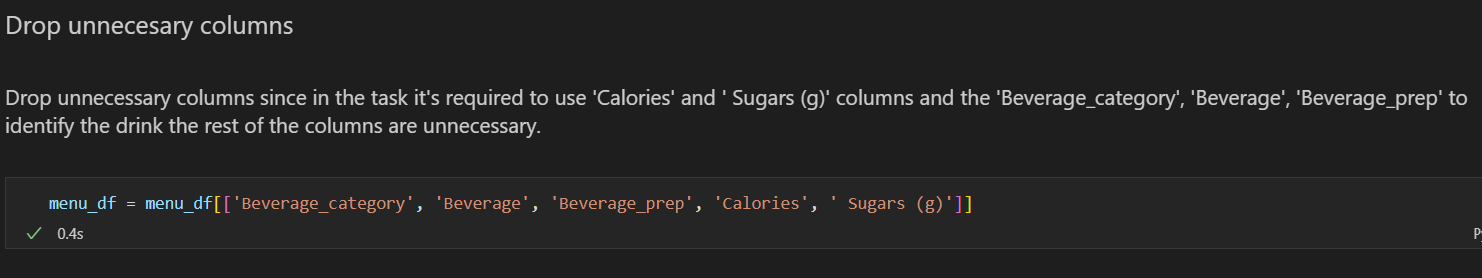 Drop unnecesary columns
Drop unnecessary columns since in the task it's required to use 'Calories' and ' Sugars (g)' columns and the 'Beverage_category', 'Beverage', 'Beverage_prep' to
identify the drink the rest of the columns are unnecessary.
menu_df = menu_df[['Beverage_category', 'Beverage', 'Beverage_prep', 'Calories', ' Sugars (g)']]
✓ 0.4s